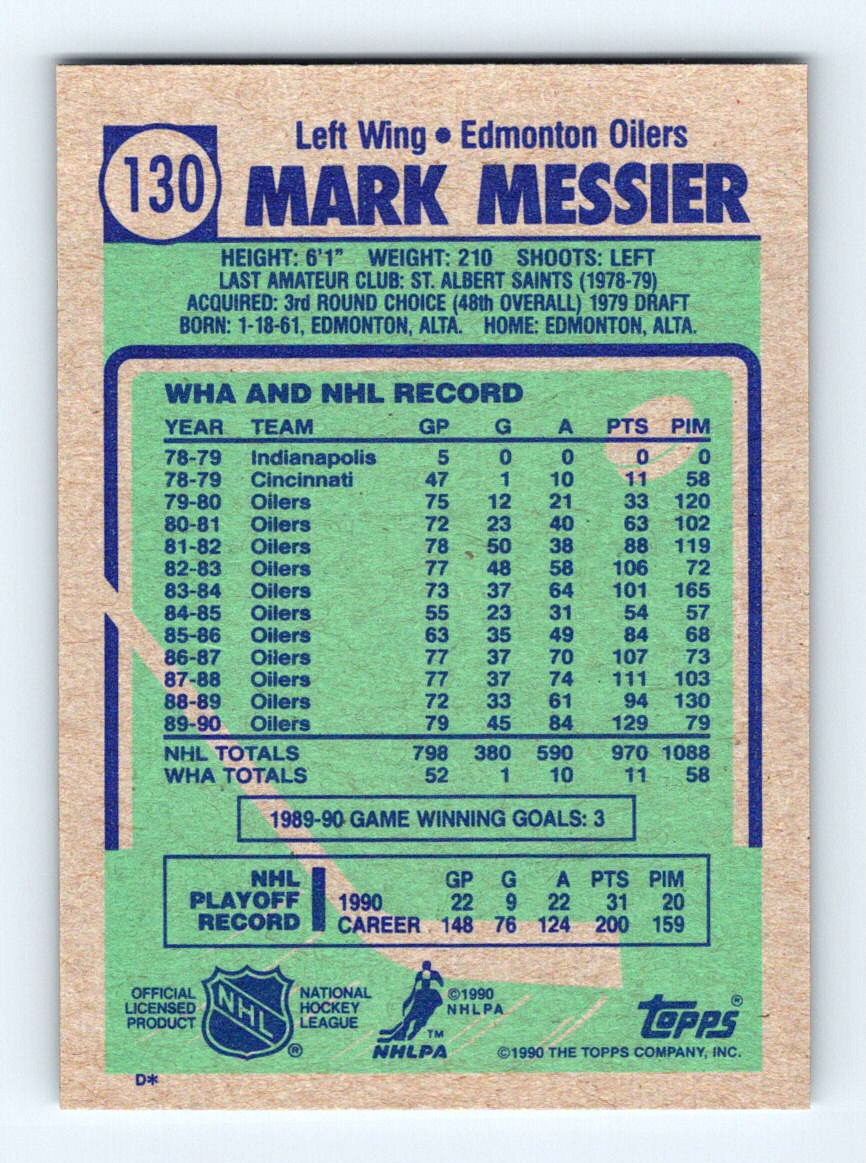 130
Left Wing • Edmonton Oilers
MARK MESSIER
HEIGHT: 6'1" WEIGHT: 210 SHOOTS: LEFT
LAST AMATEUR CLUB: ST. ALBERT SAINTS (1978-79)
ACQUIRED: 3rd ROUND CHOICE (48th OVERALL) 1979 DRAFT
BORN: 1-18-61, EDMONTON, ALTA. HOME: EDMONTON, ALTA.
WHA AND NHL RECORD
YEAR TEAM GP G A PTS PIM
78-79 Indianapolis 5 0 0 0 0
78-79 Cincinnati 47 1 10 11 58
79-80 Oilers 75 12 21 33 120
80-81 Oilers 72 23 40 63 102
81-82 Oilers 78 50 38 88 119
82-83 Oilers 77 48 58 106 72
83-84 Oilers 73 37 64 101 165
84-85 Oilers 55 23 31 54 57
85-86 Oilers 63 35 49 84 68
86-87 Oilers 77 37 70 107 73
87-88 Oilers 77 37 74 111 103
88-89 Oilers 72 33 61 94 130
89-90 Oilers 79 45 84 129 79
NHL TOTALS 798 380 590 970 1088
WHA TOTALS 52 1 10 11 58
1989-90 GAME WINNING GOALS: 3
NHL PLAYOFF RECORD
GP G A PTS PIM
1990 22 9 22 31 20
CAREER 148 76 124 200 159
OFFICIAL
LICENSED
PRODUCT
NHL
®
NATIONAL
HOCKEY
LEAGUE
™
NHLPA
©1990
NHLPA
TOPPS®
©1990 THE TOPPS COMPANY, INC.
D*